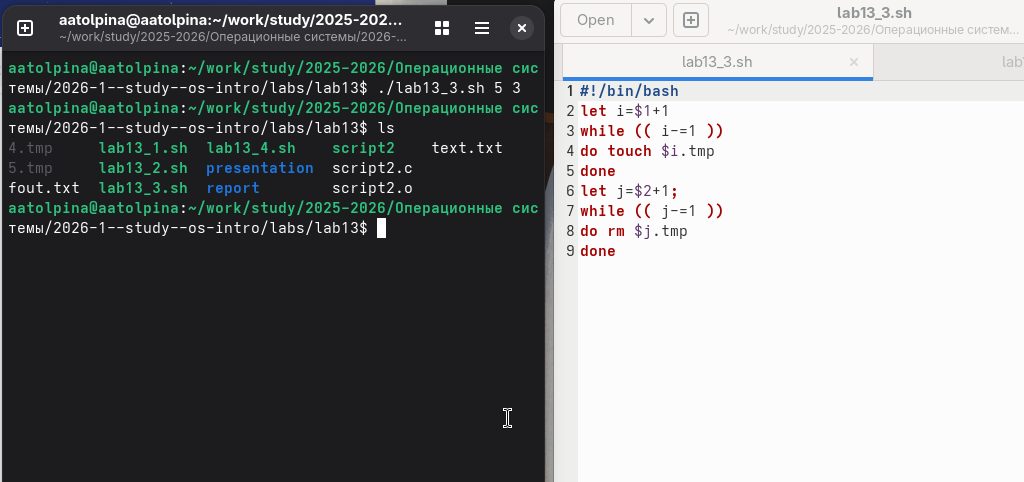 aatolpina@aatolpina:~/work/study/2025-202...
~/work/study/2025-2026/Операционные системы/2026-...
aatolpina@aatolpina:~/work/study/2025-2026/Операционные сис
темы/2026-1--study--os-intro/labs/lab13$ ./lab13_3.sh 5 3
aatolpina@aatolpina:~/work/study/2025-2026/Операционные сис
темы/2026-1--study--os-intro/labs/lab13$ ls
4.tmp lab13_1.sh lab13_4.sh script2 text.txt
5.tmp lab13_2.sh presentation script2.c
fout.txt lab13_3.sh report script2.o
aatolpina@aatolpina:~/work/study/2025-2026/Операционные сис
темы/2026-1--study--os-intro/labs/lab13$
Open
lab13_3.sh
~/work/study/2025-2026/Операционные систем...
lab13_3.sh
lab
1 #!/bin/bash
2 let i=$1+1
3 while (( i-=1 ))
4 do touch $i.tmp
5 done
6 let j=$2+1;
7 while (( j-=1 ))
8 do rm $j.tmp
9 done